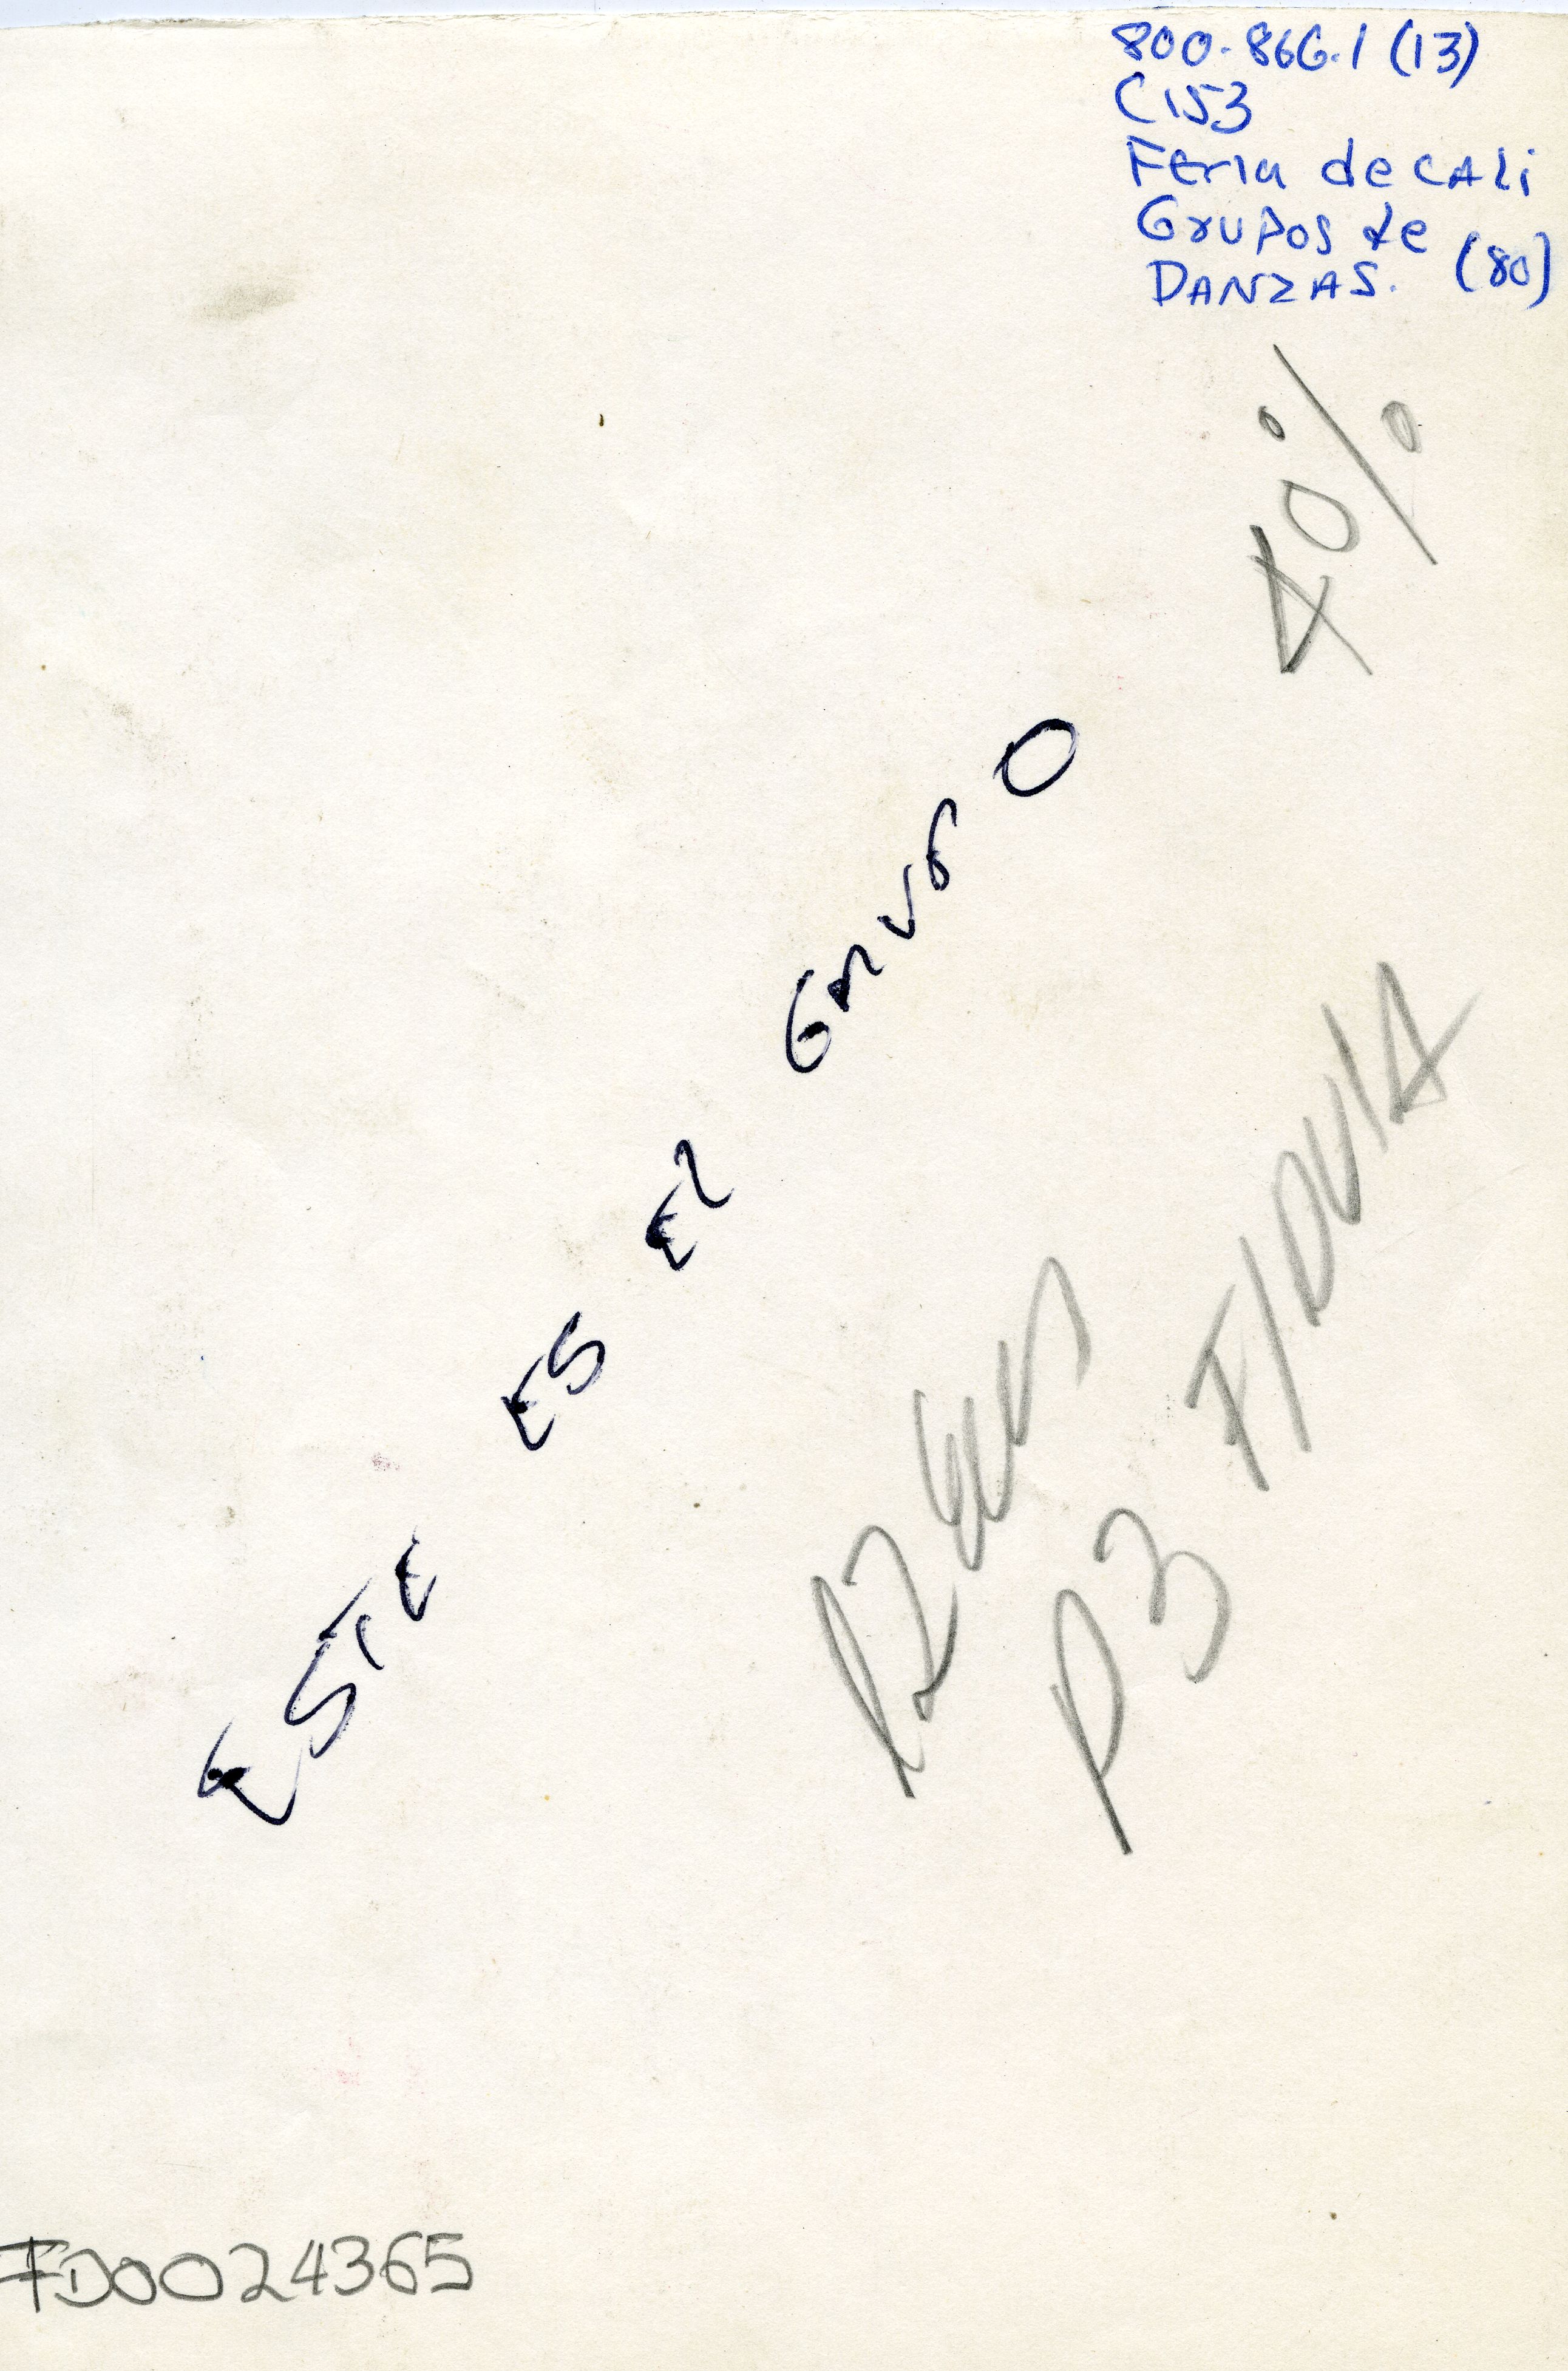 800-866.1 (13)
C153
Feria de CALi
Grupos de
DANZAS. (80)
40%
ESTE ES El GRUPO
P3
FD0024365